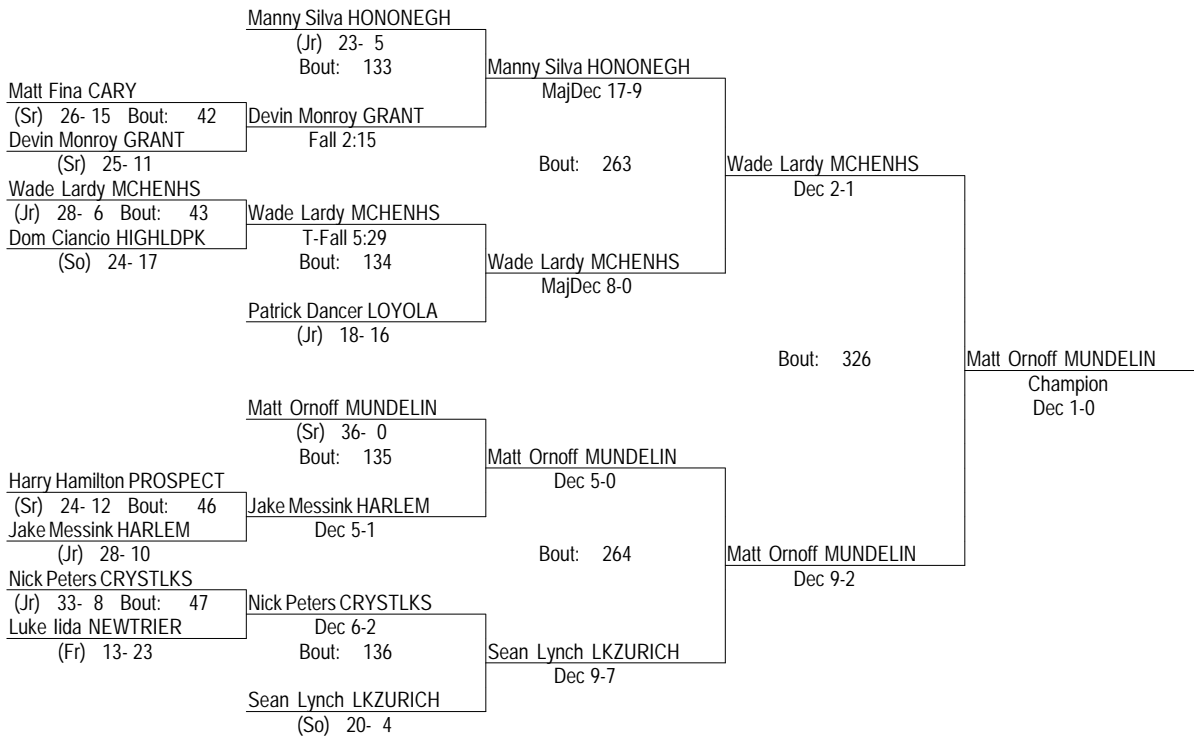 Manny Silva HONONEGH
(Jr) 23- 5
Bout: 133
Manny Silva HONONEGH
MajDec 17-9
Matt Fina CARY
(Sr) 26- 15 Bout: 42
Devin Monroy GRANT
Devin Monroy GRANT
Fall 2:15
(Sr) 25- 11
Bout: 263
Wade Lardy MCHENHS
Dec 2-1
Wade Lardy MCHENHS
(Jr) 28- 6 Bout: 43
Wade Lardy MCHENHS
Dom Ciancio HIGHLDPK
T-Fall 5:29
(So) 24- 17
Bout: 134
Wade Lardy MCHENHS
MajDec 8-0
Patrick Dancer LOYOLA
(Jr) 18- 16
Bout: 326
Matt Ornoff MUNDELIN
Champion
Dec 1-0
Matt Ornoff MUNDELIN
(Sr) 36- 0
Bout: 135
Matt Ornoff MUNDELIN
Dec 5-0
Harry Hamilton PROSPECT
(Sr) 24- 12 Bout: 46
Jake Messink HARLEM
Jake Messink HARLEM
Dec 5-1
(Jr) 28- 10
Bout: 264
Matt Ornoff MUNDELIN
Dec 9-2
Nick Peters CRYSTLKS
(Jr) 33- 8 Bout: 47
Nick Peters CRYSTLKS
Luke Iida NEWTRIER
Dec 6-2
(Fr) 13- 23
Bout: 136
Sean Lynch LKZURICH
Dec 9-7
Sean Lynch LKZURICH
(So) 20- 4